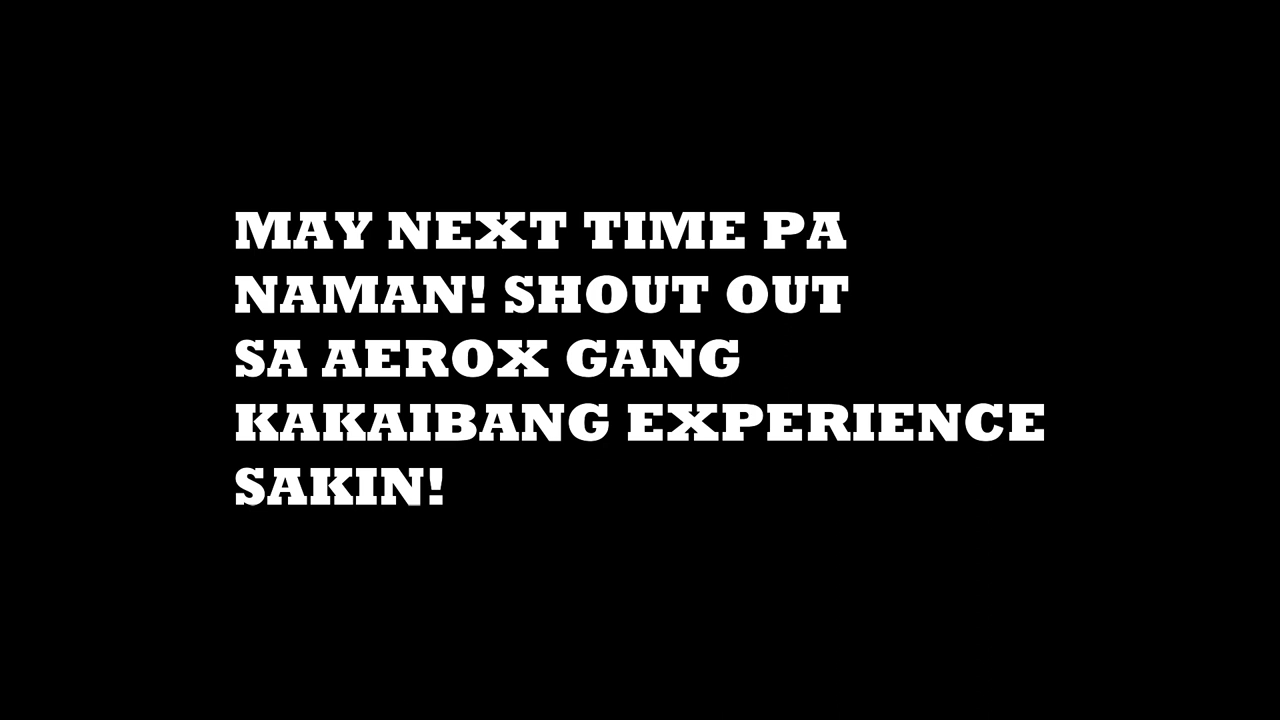 MAY NEXT TIME PA
NAMAN! SHOUT OUT
SA AEROX GANG
KAKAIBANG EXPERIENCE
SAKIN!